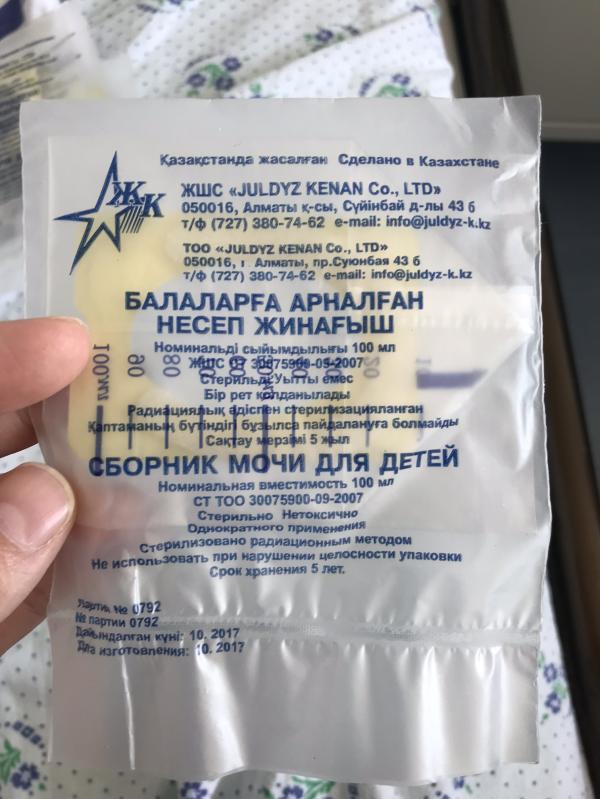 Қазақстанда жасалған Сделано в Казахстане
ЖК
ЖШС «JULDYZ KENAN Co., LTD»
050016, Алматы қ-сы, Сүйінбай д-лы 43 б
т/ф (727) 380-74-62 e-mail: info@juldyz-k.kz
ТОО «JULDYZ KENAN Co., LTD»
050016, г. Алматы, пр.Суюнбая 43 б
т/ф (727) 380-74-62 e-mail: info@juldyz-k.kz
БАЛАЛАРҒА АРНАЛҒАН
НЕСЕП ЖИНАҒЫШ
Номинальді сыйымдылығы 100 мл
ЖШС СТ 30075900-09-2007
Стерильді Уытты емес
Бір рет қолданылады
Радиациялық әдіспен стерилизацияланған
Қаптаманың бүтіндігі бұзылса пайдалануға болмайды
Сақтау мерзімі 5 жыл
100мл 90 80
СБОРНИК МОЧИ ДЛЯ ДЕТЕЙ
Номинальная вместимость 100 мл
СТ ТОО 30075900-09-2007
Стерильно Нетоксично
Однократного применения
Стерилизовано радиационным методом
Не использовать при нарушении целосности упаковки
Срок хранения 5 лет.
Партия № 0792
№ партии 0792
Дайындалған күні: 10. 2017
Дата изготовления: 10. 2017